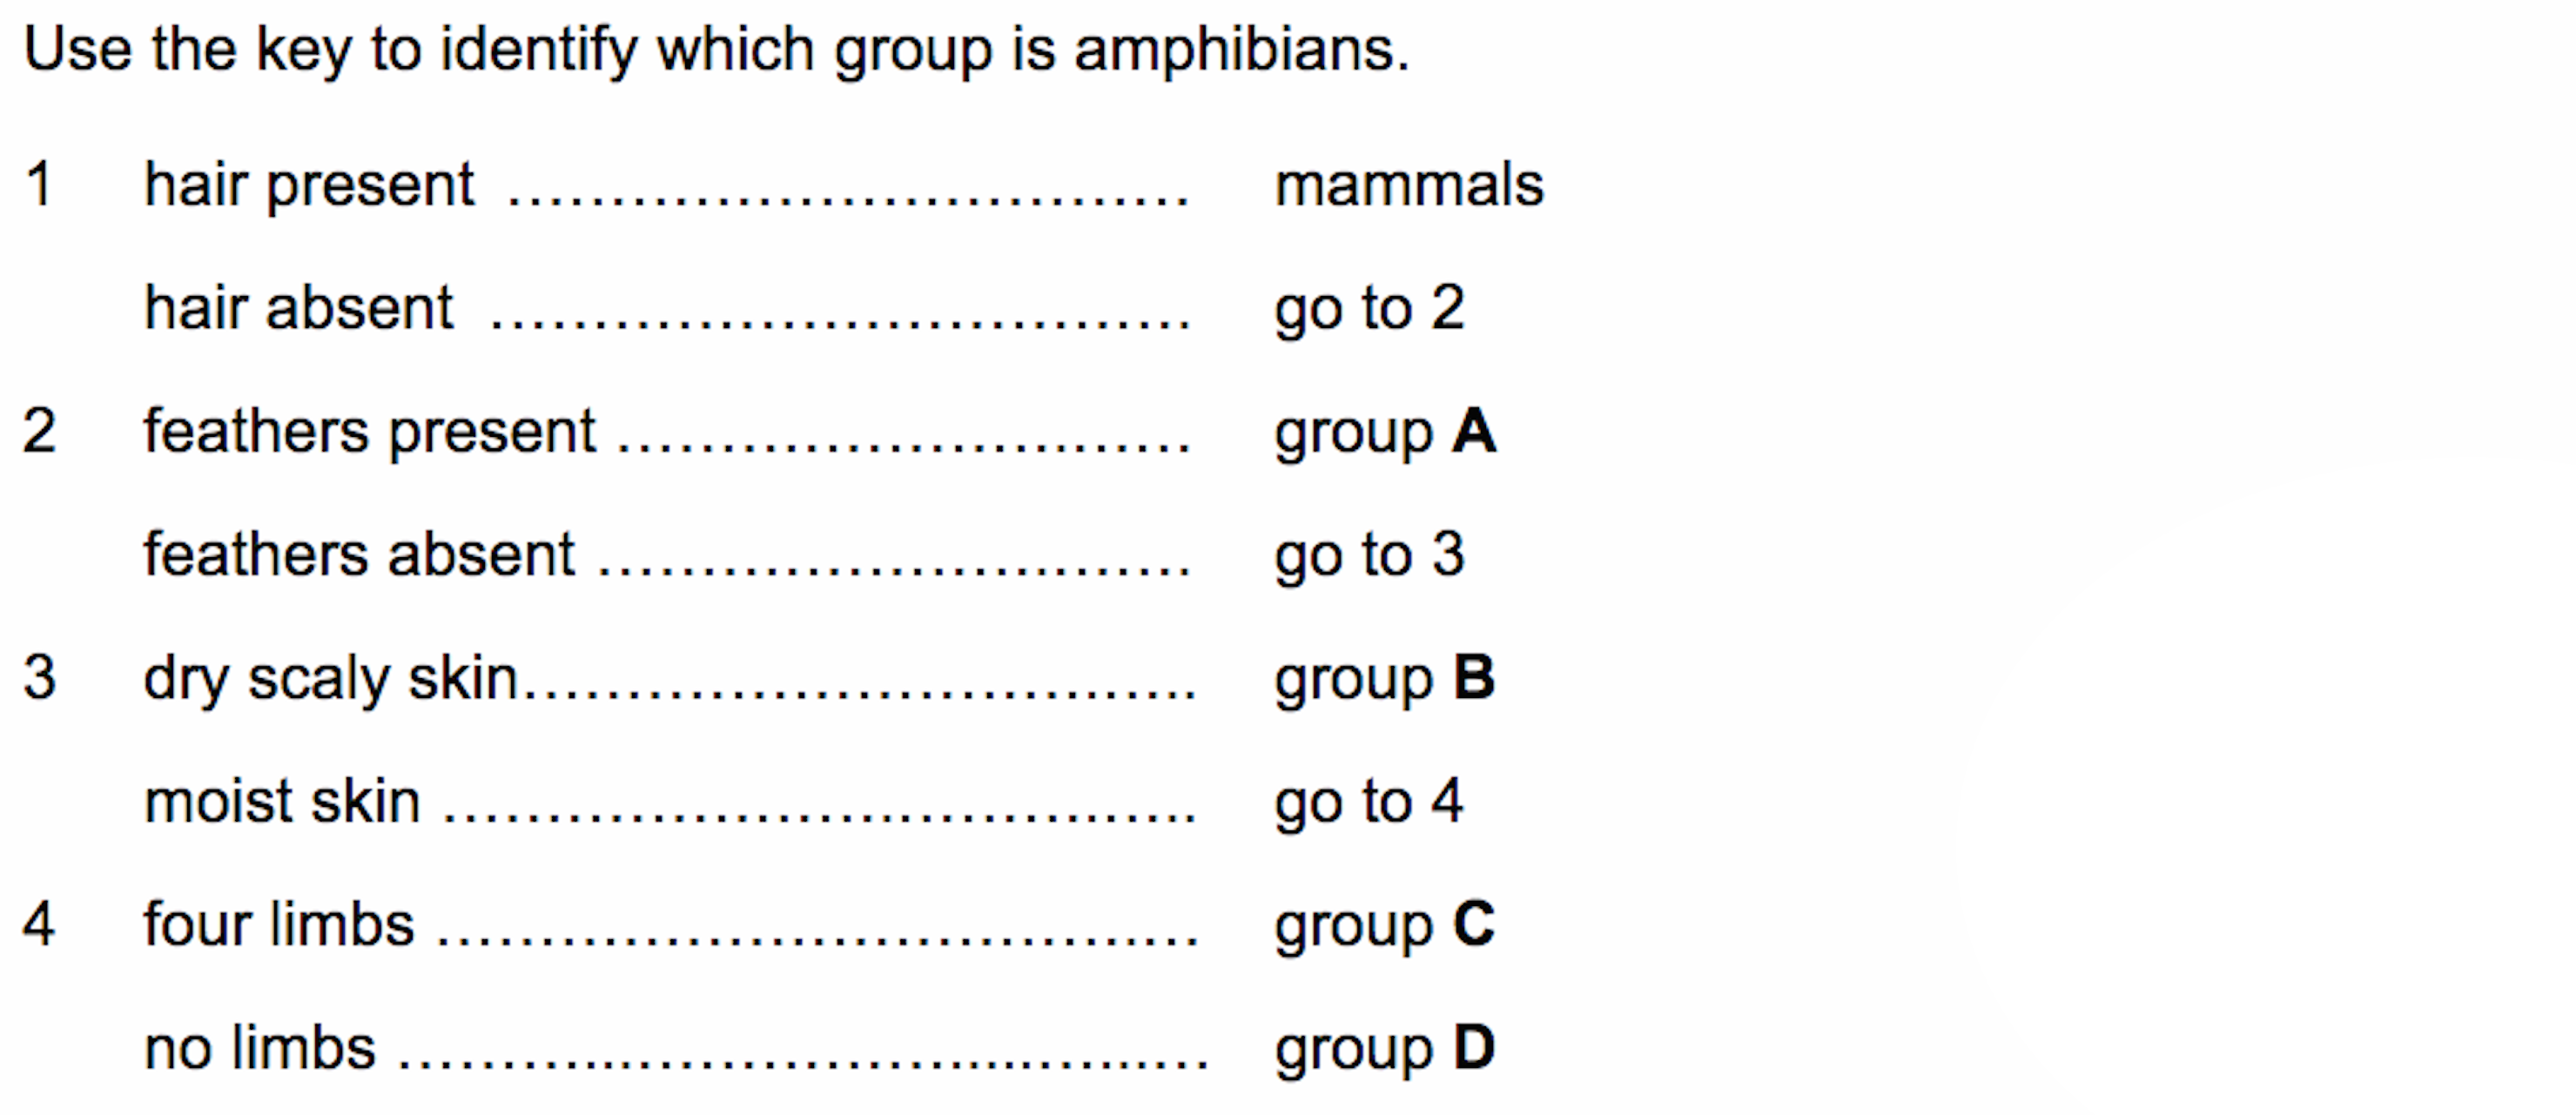 Use the key to identify which group is amphibians.
1 hair present ................................. mammals
hair absent .................................. go to 2
2 feathers present ............................ group A
feathers absent ............................. go to 3
3 dry scaly skin................................. group B
moist skin ..................................... go to 4
4 four limbs ..................................... group C
no limbs ........................................ group D